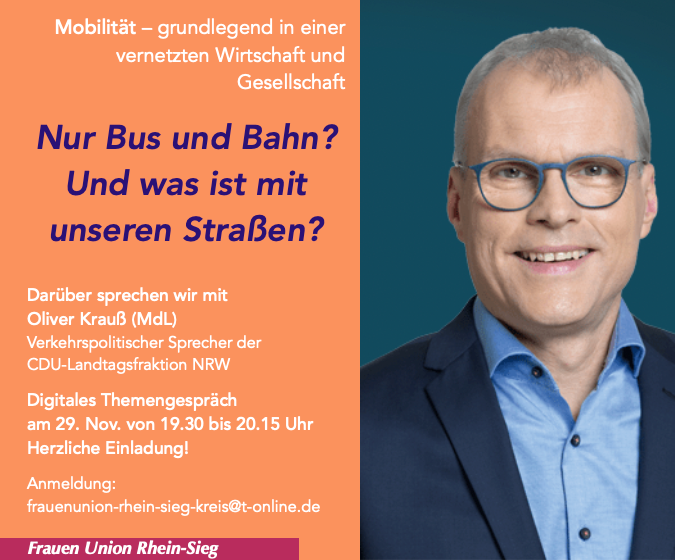 Mobilität – grundlegend in einer
vernetzten Wirtschaft und
Gesellschaft
Nur Bus und Bahn?
Und was ist mit
unseren Straßen?
Darüber sprechen wir mit
Oliver Krauß (MdL)
Verkehrspolitischer Sprecher der
CDU-Landtagsfraktion NRW
Digitales Themengespräch
am 29. Nov. von 19.30 bis 20.15 Uhr
Herzliche Einladung!
Anmeldung:
frauenunion-rhein-sieg-kreis@t-online.de
Frauen Union Rhein-Sieg